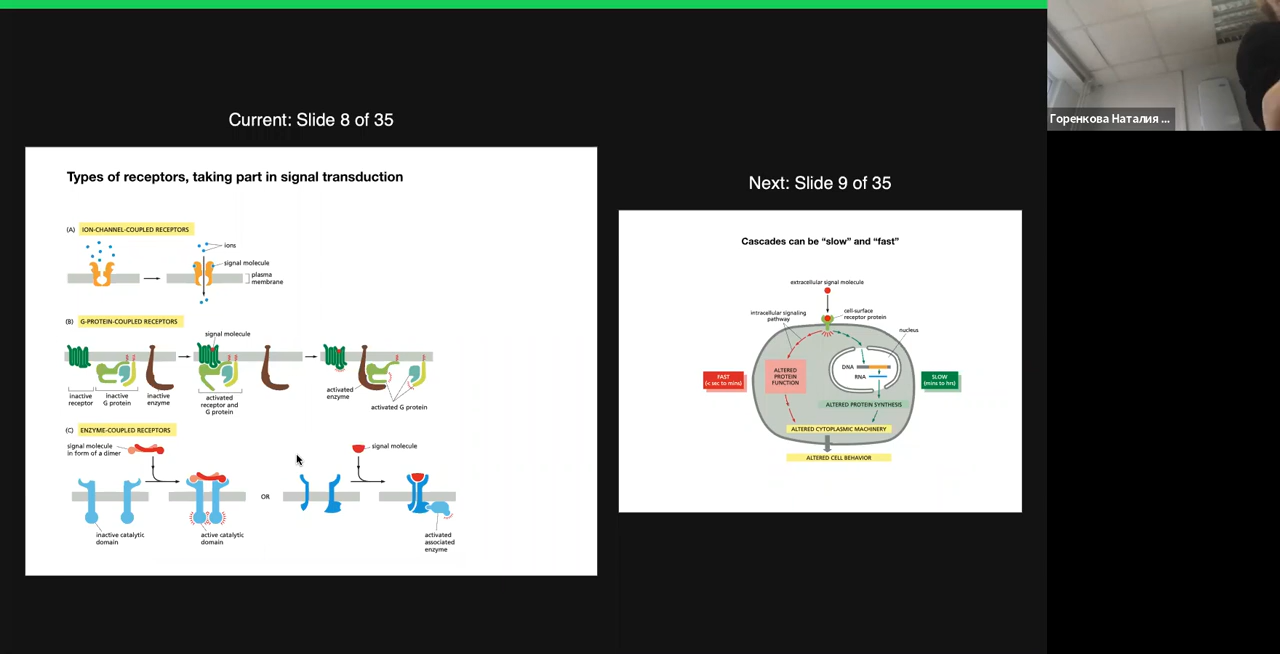 Current: Slide 8 of 35
Types of receptors, taking part in signal transduction
(A) ION-CHANNEL-COUPLED RECEPTORS
ions
signal molecule
plasma
membrane
(B) G-PROTEIN-COUPLED RECEPTORS
signal molecule
inactive
receptor
inactive
G protein
inactive
enzyme
activated
receptor and
G protein
activated
enzyme
activated G protein
(C) ENZYME-COUPLED RECEPTORS
signal molecule
in form of a dimer
signal molecule
OR
inactive catalytic
domain
active catalytic
domain
activated
associated
enzyme
Next: Slide 9 of 35
Cascades can be “slow” and “fast”
extracellular signal molecule
intracellular signaling
pathway
cell-surface
receptor protein
nucleus
DNA
RNA
FAST
(< sec to mins)
ALTERED
PROTEIN
FUNCTION
SLOW
(mins to hrs)
ALTERED PROTEIN SYNTHESIS
ALTERED CYTOPLASMIC MACHINERY
ALTERED CELL BEHAVIOR
Горенкова Наталия ...